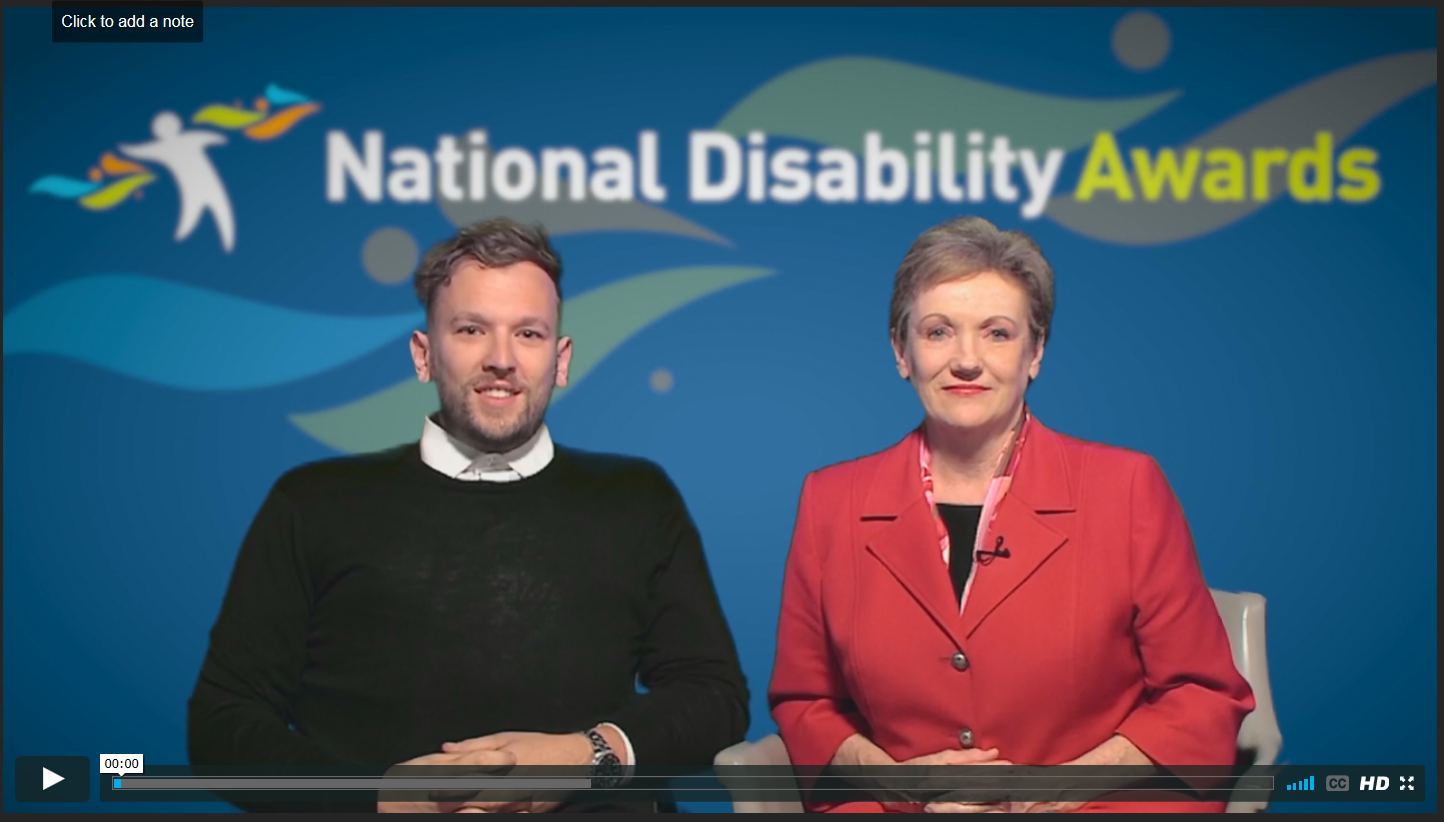 Click to add a note
National Disability Awards
00:00
CC
HD